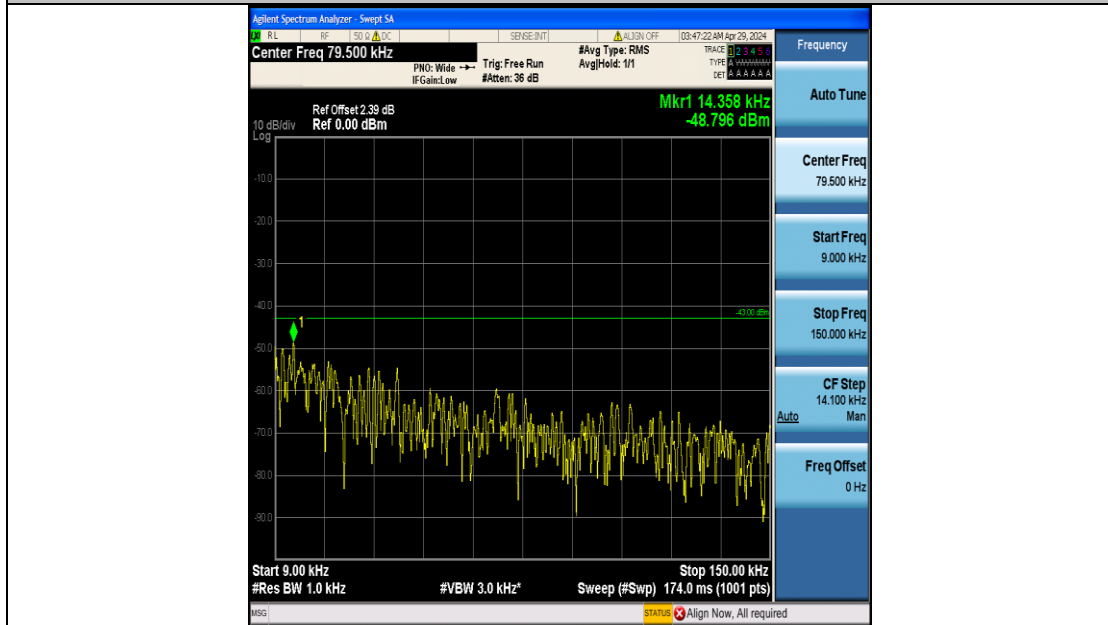 Agilent Spectrum Analyzer - Swept SA
RL RF 50 Ω DC SENSE:INT ALIGN OFF 03:47:22 AM Apr 29, 2024
Center Freq 79.500 kHz
PNO: Wide
IFGain:Low
Trig: Free Run
#Atten: 36 dB
#Avg Type: RMS
Avg|Hold: 1/1
TRACE 1 2 3 4 5 6
TYPE A WWWWW
DET A A A A A A
Frequency
Auto Tune
Center Freq
79.500 kHz
Start Freq
9.000 kHz
Stop Freq
150.000 kHz
CF Step
14.100 kHz
Auto Man
Freq Offset
0 Hz
Mkr1 14.358 kHz
-48.796 dBm
Ref Offset 2.39 dB
10 dB/div Ref 0.00 dBm
Log
-10.0
-20.0
-30.0
-40.0
-43.00 dBm
1
-50.0
-60.0
-70.0
-80.0
-90.0
Start 9.00 kHz Stop 150.00 kHz
#Res BW 1.0 kHz #VBW 3.0 kHz* Sweep (#Swp) 174.0 ms (1001 pts)
MSG STATUS Align Now, All required